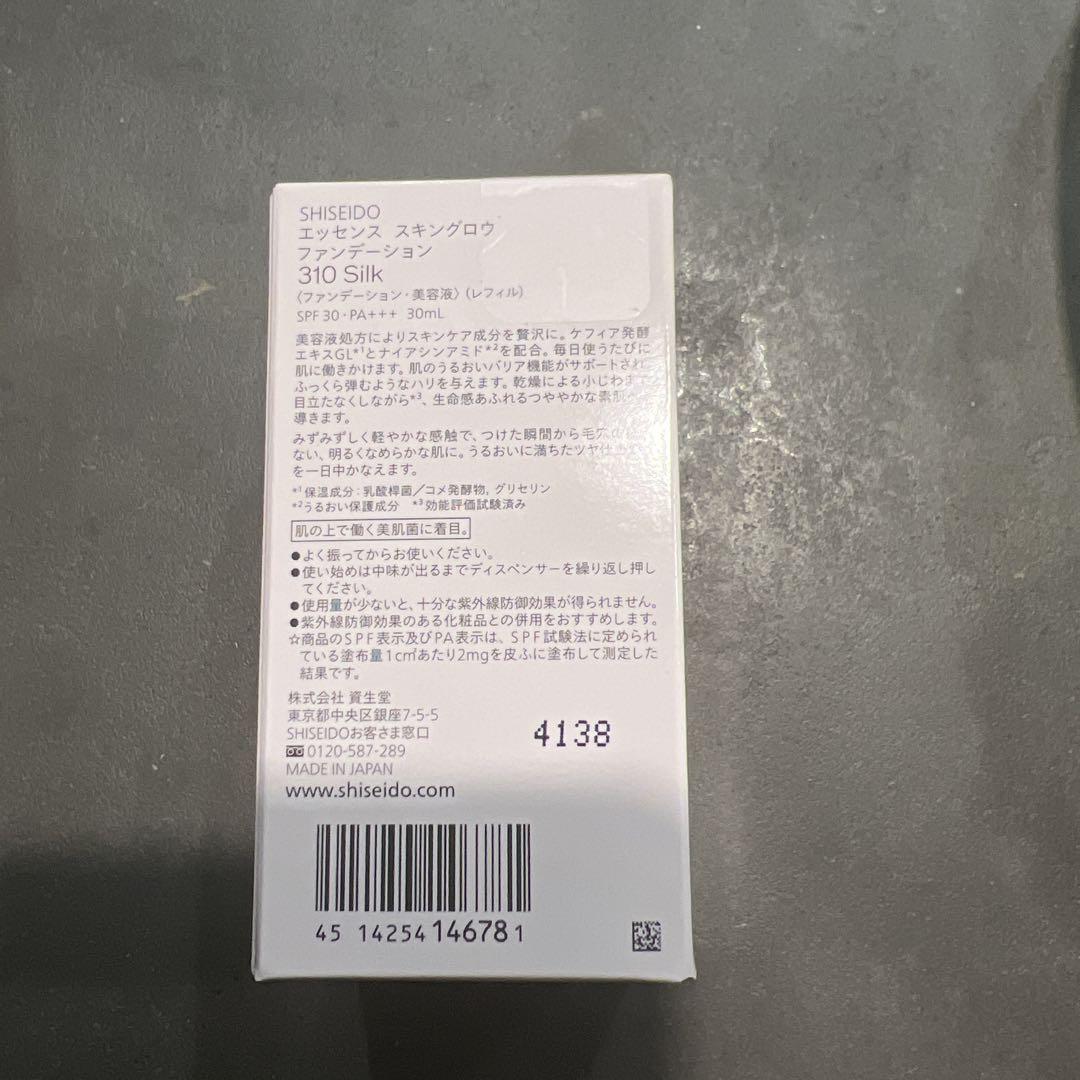 SHISEIDO
エッセンス スキングロウ
ファンデーション
310 Silk
〈ファンデーション・美容液〉(レフィル)
SPF 30・PA+++ 30mL
美容液処方によりスキンケア成分を贅沢に。ケフィア発酵
エキスGL*1とナイアシンアミド*2を配合。毎日使うたびに
肌に働きかけます。肌のうるおいバリア機能がサポートされ、
ふっくら弾むようなハリを与えます。乾燥による小じわ
目立たなくしながら*3、生命感あふれるつややかな素肌
導きます。
みずみずしく軽やかな感触で、つけた瞬間から毛穴
ない、明るくなめらかな肌に。うるおいに満ちたツヤ仕
を一日中かなえます。
*1 保湿成分：乳酸桿菌／コメ発酵物, グリセリン
*2うるおい保護成分 *3効能評価試験済み
肌の上で働く美肌菌に着目。
●よく振ってからお使いください。
●使い始めは中味が出るまでディスペンサーを繰り返し押し
てください。
●使用量が少ないと、十分な紫外線防御効果が得られません。
●紫外線防御効果のある化粧品との併用をおすすめします。
☆商品のSPF表示及びPA表示は、SPF試験法に定められ
ている塗布量1c㎡あたり2mgを皮ふに塗布して測定した
結果です。
株式会社 資生堂
東京都中央区銀座7-5-5
SHISEIDOお客さま窓口
0120-587-289
MADE IN JAPAN
www.shiseido.com
4138
45 14254 14678 1